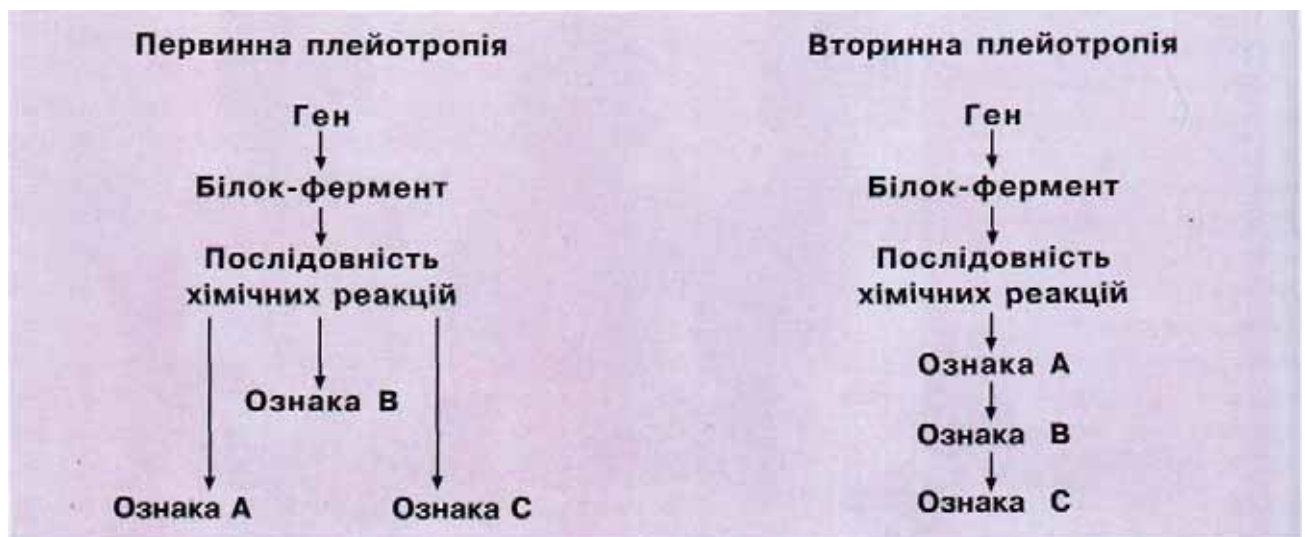 Первинна плейотропія
Ген
Білок-фермент
Послідовність
хімічних реакцій
Ознака В
Ознака А
Ознака С
Вторинна плейотропія
Ген
Білок-фермент
Послідовність
хімічних реакцій
Ознака А
Ознака В
Ознака С